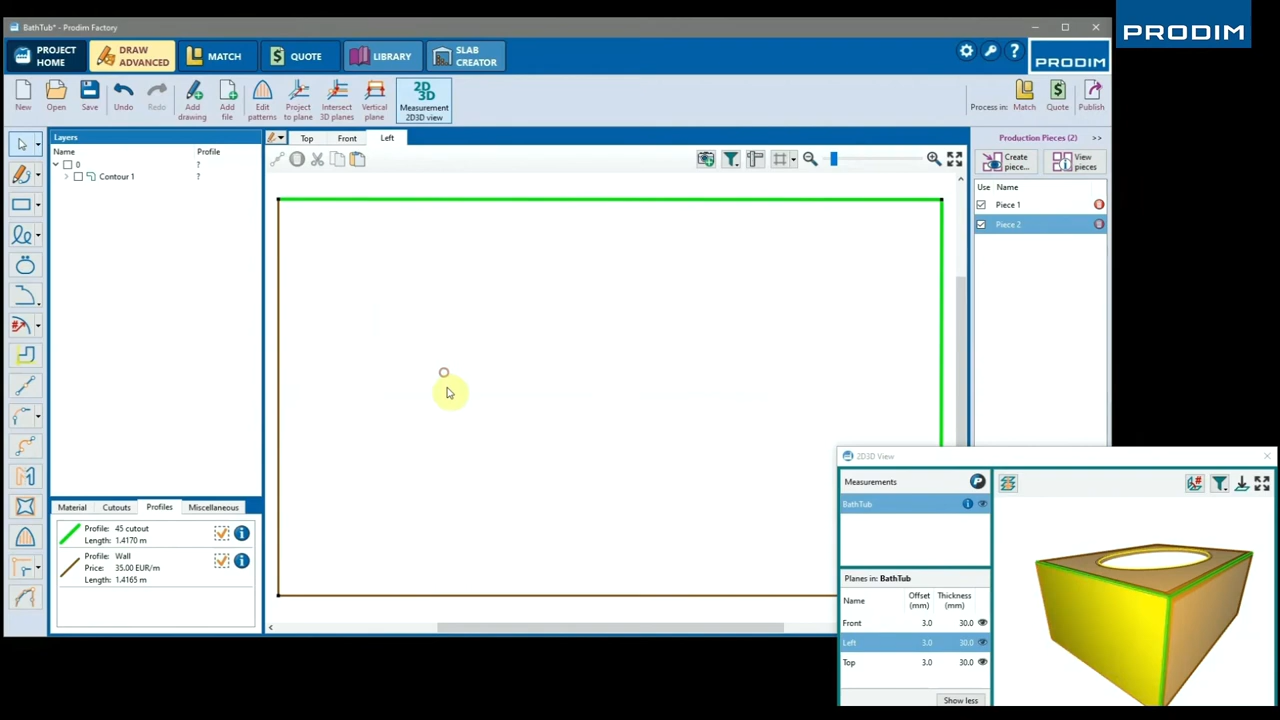 BathTub* - Prodim Factory
PRODIM
PROJECT HOME
DRAW ADVANCED
MATCH
QUOTE
LIBRARY
SLAB CREATOR
PRODIM
New
Open
Save
Undo
Redo
Add drawing
Add file
Edit patterns
Project to plane
Intersect 3D planes
Vertical plane
2D 3D
Measurement 2D3D view
Process in:
Match
Quote
Publish
Layers
Name
Profile
0
?
Contour 1
?
Top
Front
Left
Production Pieces (2)
>>
Create piece...
View pieces
Use
Name
Piece 1
Piece 2
Material
Cutouts
Profiles
Miscellaneous
Profile: 45 cutout
Length: 1.4170 m
Profile: Wall
Price: 35.00 EUR/m
Length: 1.4165 m
2D3D View
Measurements
BathTub
Planes in: BathTub
Name
Offset (mm)
Thickness (mm)
Front 3.0 30.0
Left 3.0 30.0
Top 3.0 30.0
Show less